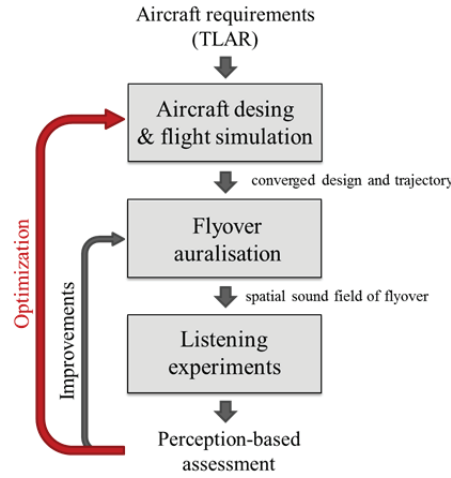 Aircraft requirements
(TLAR)
Aircraft desing
& flight simulation
converged design and trajectory
Flyover
auralisation
spatial sound field of flyover
Listening
experiments
Perception-based
assessment
Optimization
Improvements